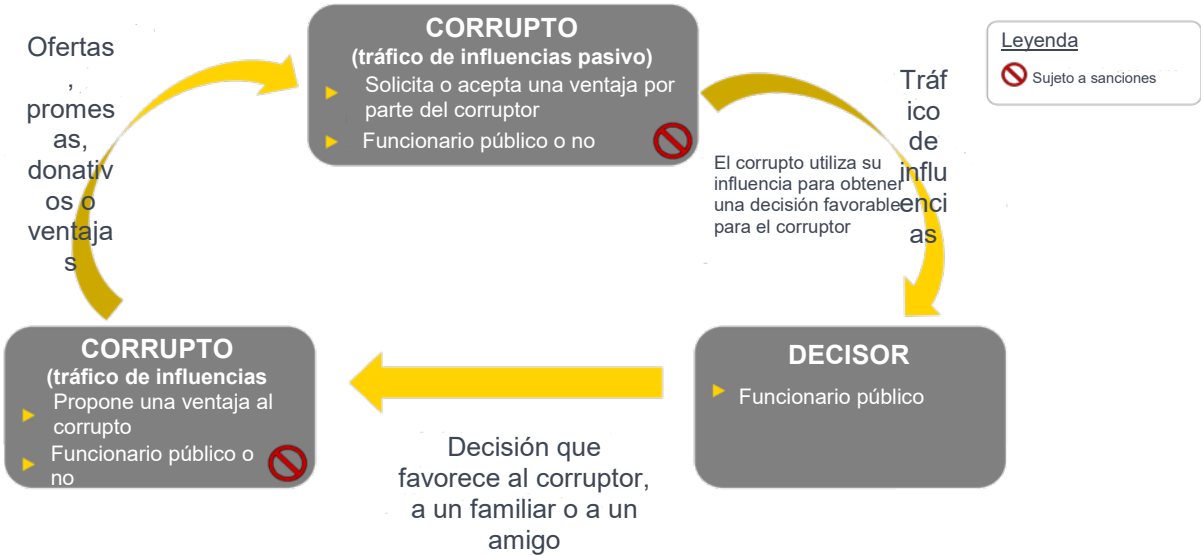 CORRUPTO
(tráfico de influencias pasivo)
Solicita o acepta una ventaja por
parte del corruptor
Funcionario público o no
Leyenda
Sujeto a sanciones
Ofertas
,
promes
as,
donativ
os o
ventaja
s
Tráf
ico
de
influ
enci
as
El corrupto utiliza su
influencia para obtener
una decisión favorable
para el corruptor
CORRUPTO
(tráfico de influencias
Propone una ventaja al
corrupto
Funcionario público o
no
DECISOR
Funcionario público
Decisión que
favorece al corruptor,
a un familiar o a un
amigo